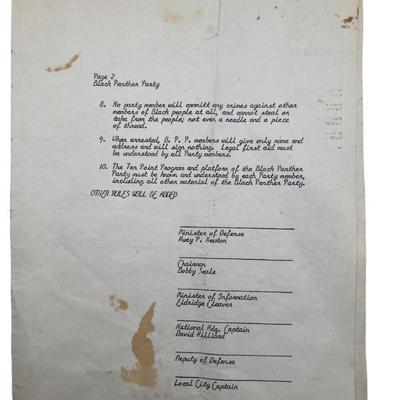 Page 2
Black Panther Party
8. No party member will committ any crimes against other
members of Black people at all, and cannot steal or
take from the people; not even a needle and a piece
of thread.
9. When arrested, B. P. P. members will give only name and
address and will sign nothing. Legal first aid must
be understood by all Party members.
10. The Ten Point Program and platform of the Black Panther
Party must be known and understood by each Party member,
including all other material of the Black Panther Party.
OTHER RULES WILL BE ADDED
Minister of Defense
Huey P. Newton
Chairman
Bobby Seale
Minister of Information
Eldridge Cleaver
National Hdq. Captain
David Hilliard
Deputy of Defense
Local City Captain